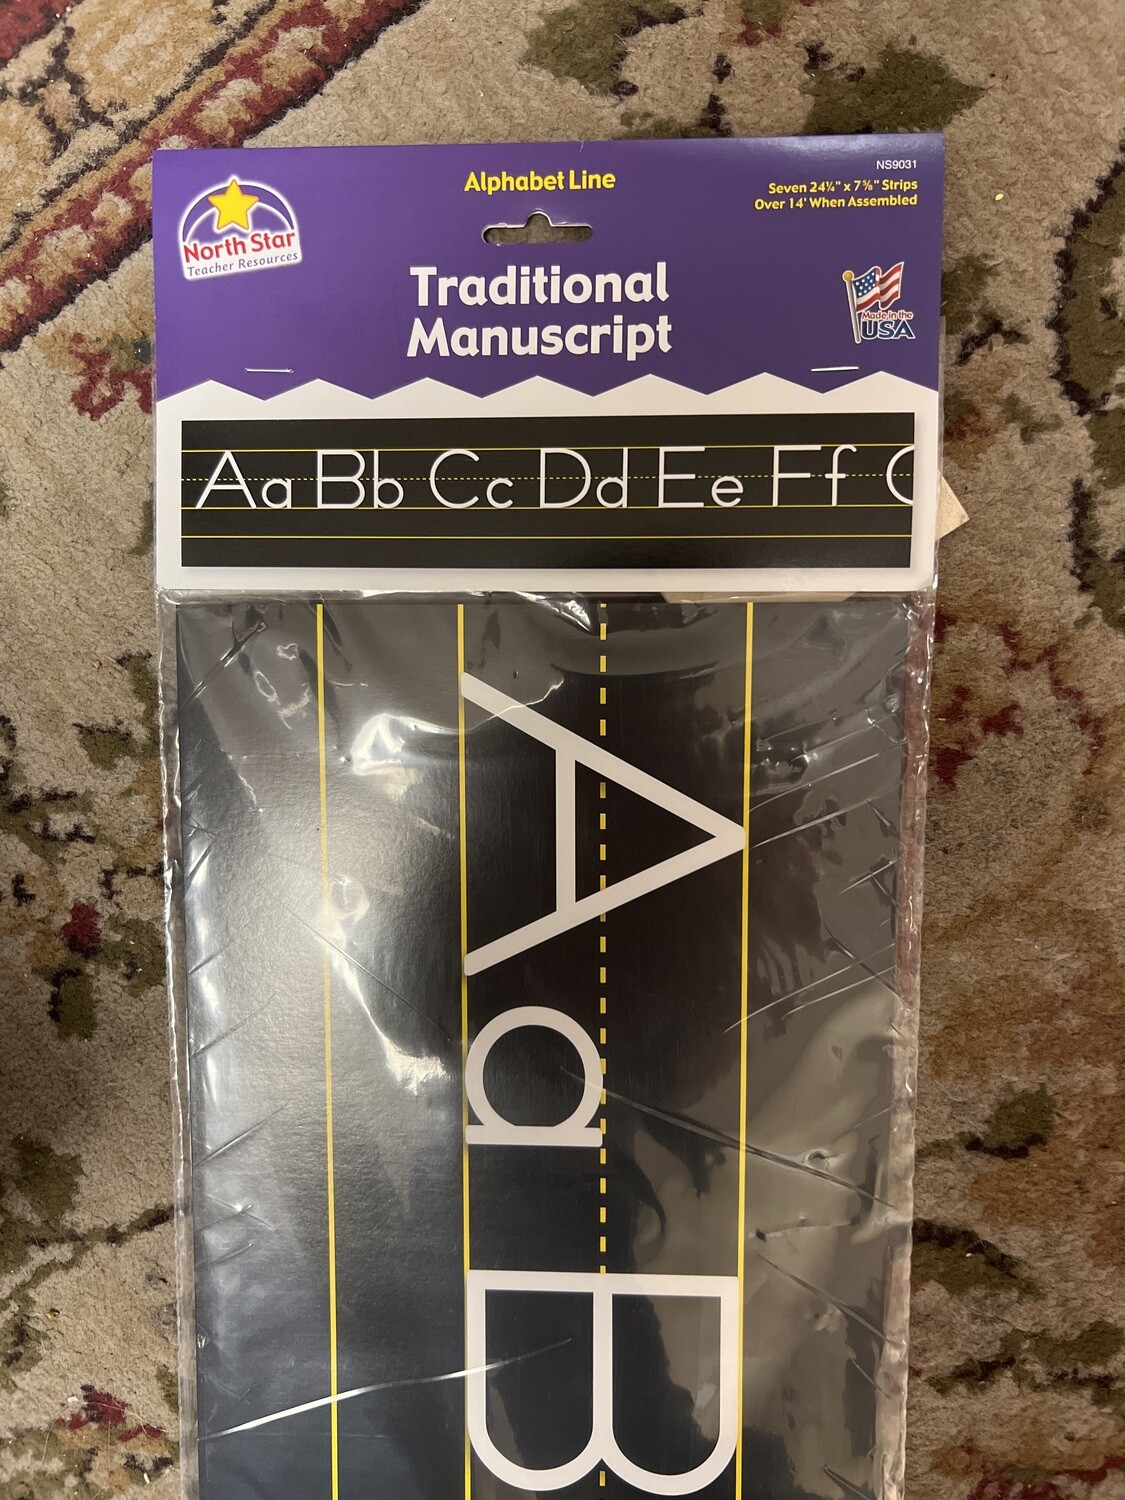 NS9031
Alphabet Line
Seven 24¼" x 7⅝" Strips
Over 14' When Assembled
North Star
Teacher Resources
Traditional
Manuscript
Made in the
USA
Aa Bb Cc Dd Ee Ff
A a B